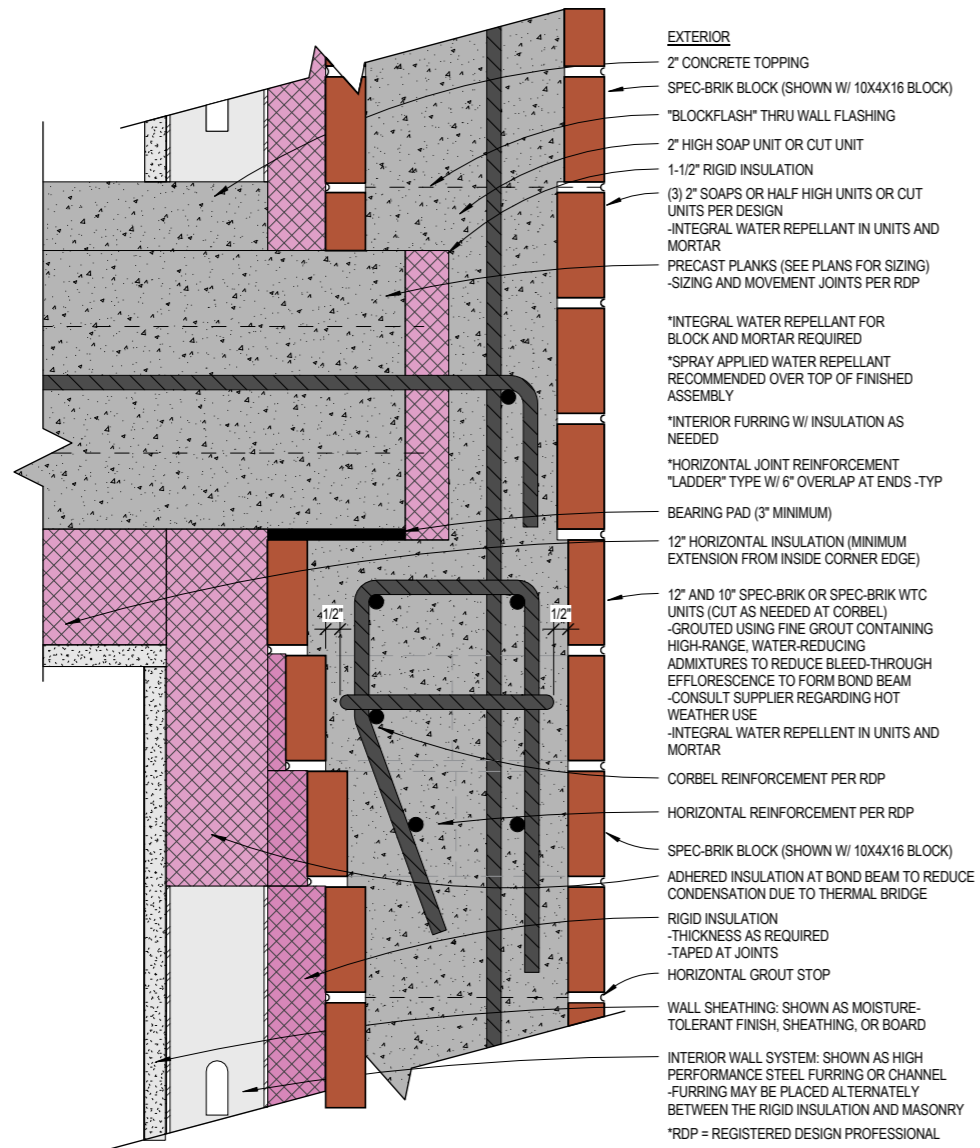 EXTERIOR
2" CONCRETE TOPPING
SPEC-BRIK BLOCK (SHOWN W/ 10X4X16 BLOCK)
"BLOCKFLASH" THRU WALL FLASHING
2" HIGH SOAP UNIT OR CUT UNIT
1-1/2" RIGID INSULATION
(3) 2" SOAPS OR HALF HIGH UNITS OR CUT
UNITS PER DESIGN
-INTEGRAL WATER REPELLANT IN UNITS AND
MORTAR
PRECAST PLANKS (SEE PLANS FOR SIZING)
-SIZING AND MOVEMENT JOINTS PER RDP
*INTEGRAL WATER REPELLANT FOR
BLOCK AND MORTAR REQUIRED
*SPRAY APPLIED WATER REPELLANT
RECOMMENDED OVER TOP OF FINISHED
ASSEMBLY
*INTERIOR FURRING W/ INSULATION AS
NEEDED
*HORIZONTAL JOINT REINFORCEMENT
"LADDER" TYPE W/ 6" OVERLAP AT ENDS -TYP
BEARING PAD (3" MINIMUM)
12" HORIZONTAL INSULATION (MINIMUM
EXTENSION FROM INSIDE CORNER EDGE)
1/2"
1/2"
12" AND 10" SPEC-BRIK OR SPEC-BRIK WTC
UNITS (CUT AS NEEDED AT CORBEL)
-GROUTED USING FINE GROUT CONTAINING
HIGH-RANGE, WATER-REDUCING
ADMIXTURES TO REDUCE BLEED-THROUGH
EFFLORESCENCE TO FORM BOND BEAM
-CONSULT SUPPLIER REGARDING HOT
WEATHER USE
-INTEGRAL WATER REPELLENT IN UNITS AND
MORTAR
CORBEL REINFORCEMENT PER RDP
HORIZONTAL REINFORCEMENT PER RDP
SPEC-BRIK BLOCK (SHOWN W/ 10X4X16 BLOCK)
ADHERED INSULATION AT BOND BEAM TO REDUCE
CONDENSATION DUE TO THERMAL BRIDGE
RIGID INSULATION
-THICKNESS AS REQUIRED
-TAPED AT JOINTS
HORIZONTAL GROUT STOP
WALL SHEATHING: SHOWN AS MOISTURE-
TOLERANT FINISH, SHEATHING, OR BOARD
INTERIOR WALL SYSTEM: SHOWN AS HIGH
PERFORMANCE STEEL FURRING OR CHANNEL
-FURRING MAY BE PLACED ALTERNATELY
BETWEEN THE RIGID INSULATION AND MASONRY
*RDP = REGISTERED DESIGN PROFESSIONAL